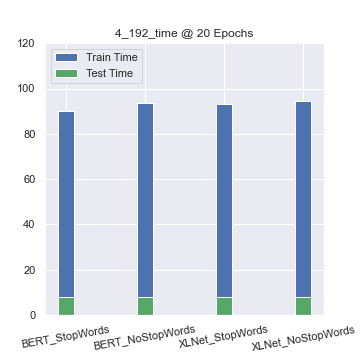 4_192_time @ 20 Epochs
120
Train Time
Test Time
100
80
60
40
20
0
BERT_StopWords
BERT_NoStopWords
XLNet_StopWords
XLNet_NoStopWords